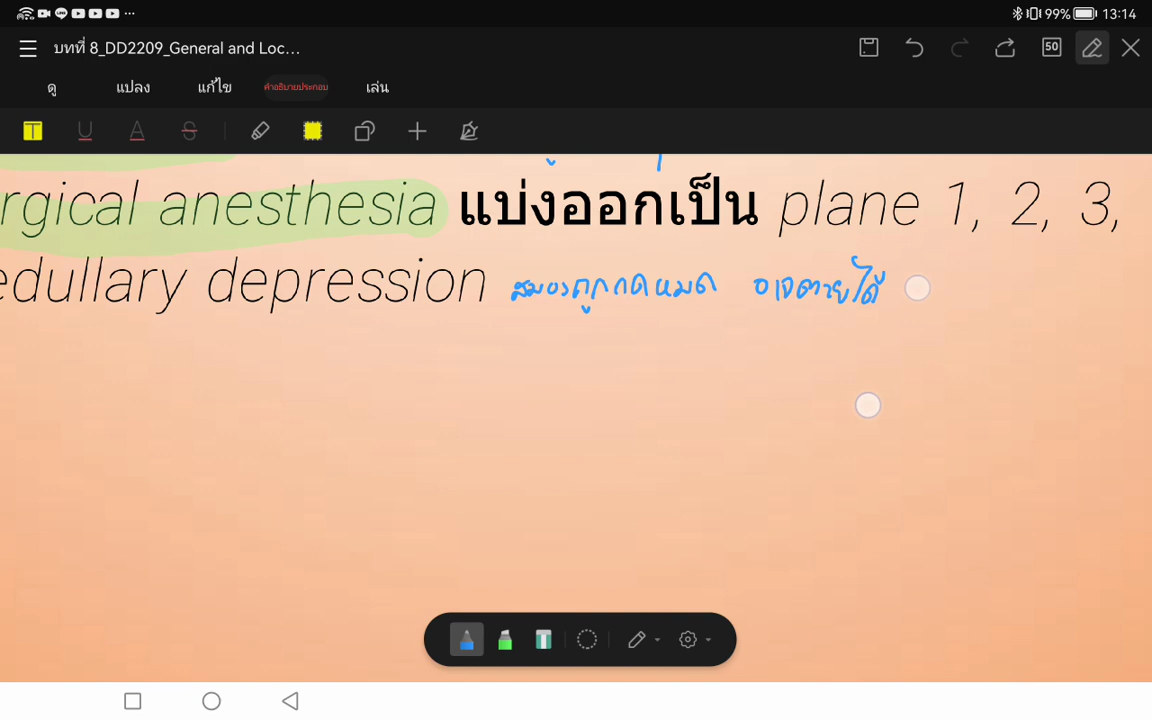 99% 13:14
บทที่ 8_DD2209_General and Loc...
50
ดู แปลง แก้ไข คำอธิบายประกอบ เล่น
T U A S
rgical anesthesia แบ่งออกเป็น plane 1, 2, 3,
edullary depression สมองถูกกดหมด อาจตายได้